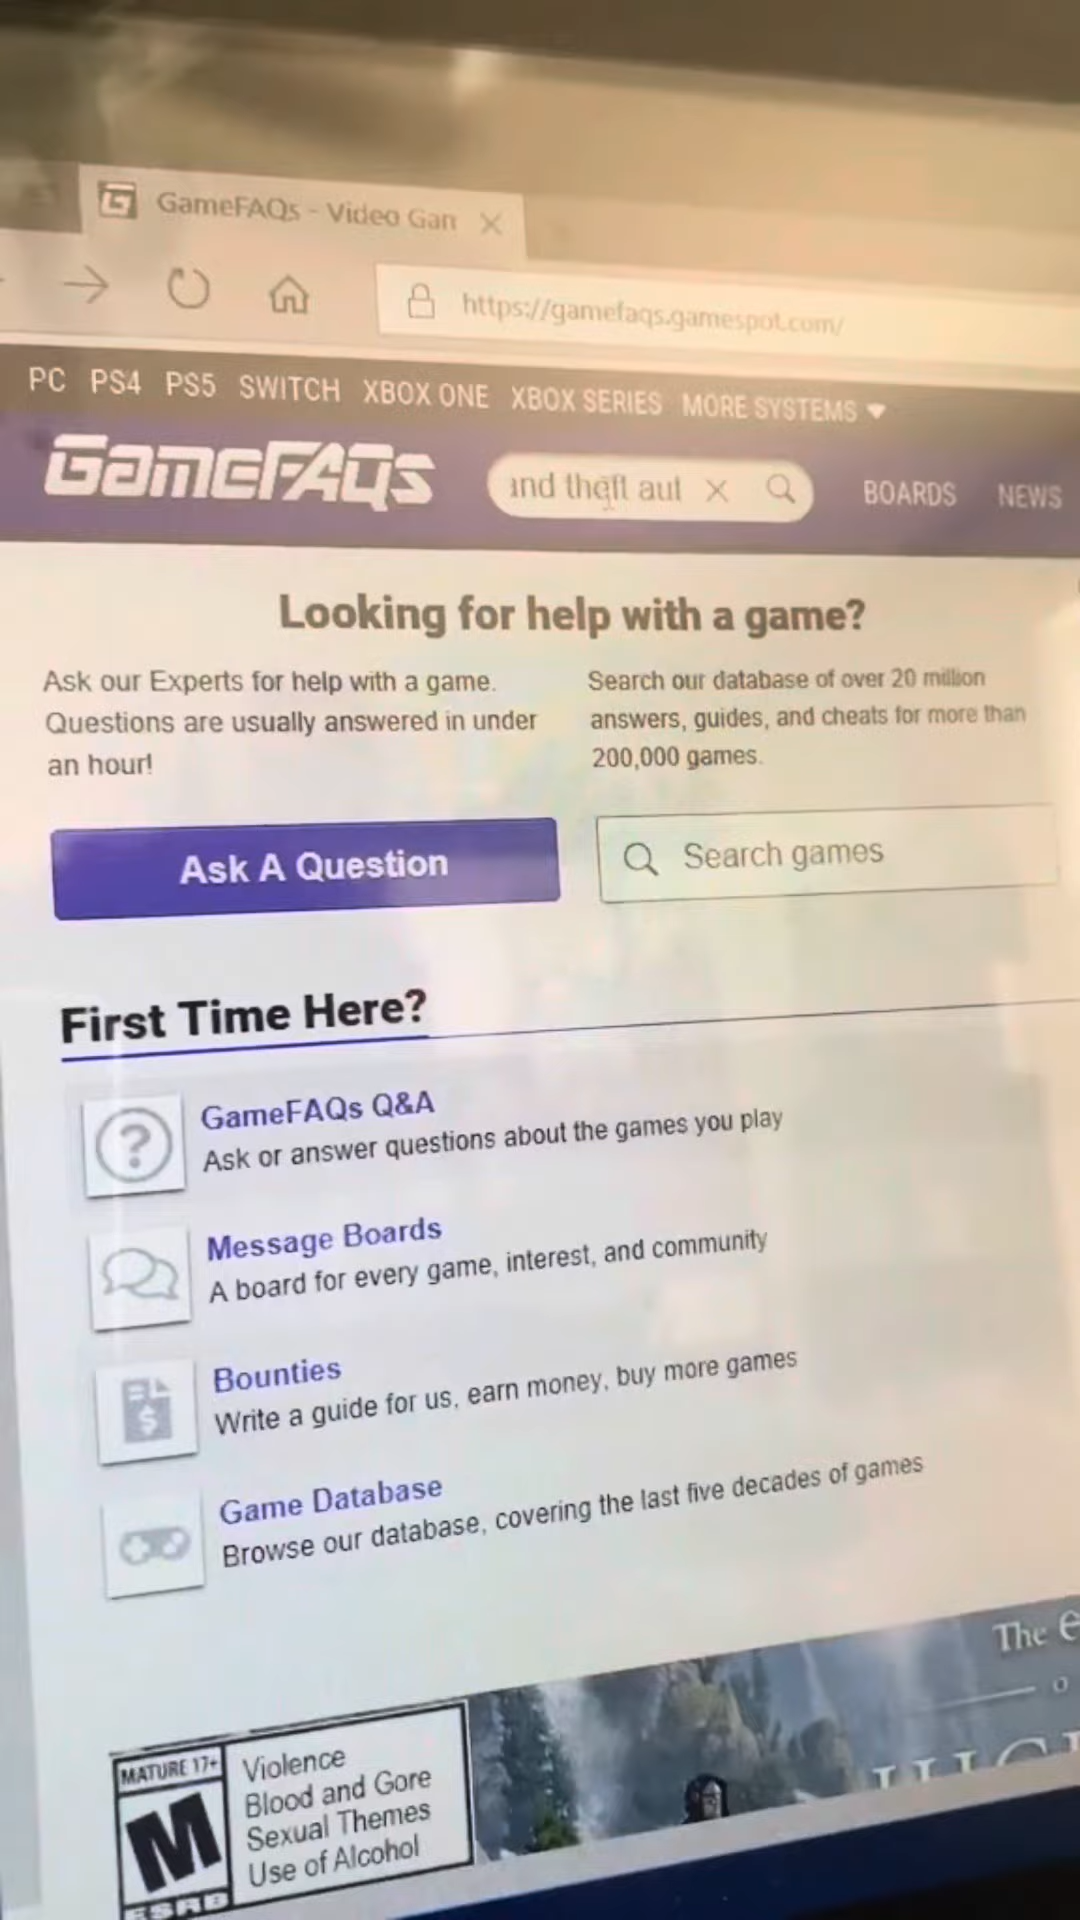 GameFAQs - Video Gam
https://gamefaqs.gamespot.com/
PC PS4 PS5 SWITCH XBOX ONE XBOX SERIES MORE SYSTEMS
GameFAQs
and theft aut
BOARDS NEWS
Looking for help with a game?
Ask our Experts for help with a game.
Questions are usually answered in under
an hour!
Search our database of over 20 million
answers, guides, and cheats for more than
200,000 games.
Ask A Question
Search games
First Time Here?
GameFAQs Q&A
Ask or answer questions about the games you play
Message Boards
A board for every game, interest, and community
Bounties
Write a guide for us, earn money, buy more games
Game Database
Browse our database, covering the last five decades of games
The
MATURE 17+
M
ESRB
Violence
Blood and Gore
Sexual Themes
Use of Alcohol